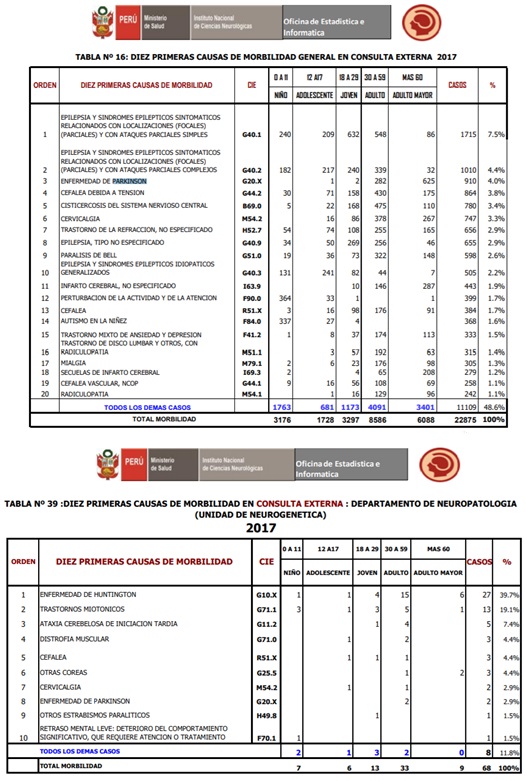 PERÚ Ministerio de Salud Instituto Nacional de Ciencias Neurológicas Oficina de Estadistica e Informatica
TABLA Nº 16: DIEZ PRIMERAS CAUSAS DE MORBILIDAD GENERAL EN CONSULTA EXTERNA 2017
0 A 11 12 A17 18 A 29 30 A 59 MAS 60
ORDEN DIEZ PRIMERAS CAUSAS DE MORBILIDAD CIE CASOS %
NIÑO ADOLESCENTE JOVEN ADULTO ADULTO MAYOR
EPILEPSIA Y SINDROMES EPILEPTICOS SINTOMATICOS
RELACIONADOS CON LOCALIZACIONES (FOCALES)
1 (PARCIALES) Y CON ATAQUES PARCIALES SIMPLES G40.1 240 209 632 548 86 1715 7.5%
EPILEPSIA Y SINDROMES EPILEPTICOS SINTOMATICOS
RELACIONADOS CON LOCALIZACIONES (FOCALES)
2 (PARCIALES) Y CON ATAQUES PARCIALES COMPLEJOS G40.2 182 217 240 339 32 1010 4.4%
3 ENFERMEDAD DE PARKINSON G20.X 1 2 282 625 910 4.0%
4 CEFALEA DEBIDA A TENSION G44.2 30 71 158 430 175 864 3.8%
5 CISTICERCOSIS DEL SISTEMA NERVIOSO CENTRAL B69.0 5 22 168 475 110 780 3.4%
6 CERVICALGIA M54.2 16 86 378 267 747 3.3%
7 TRASTORNO DE LA REFRACCION, NO ESPECIFICADO H52.7 54 74 108 255 165 656 2.9%
8 EPILEPSIA, TIPO NO ESPECIFICADO G40.9 34 50 269 256 46 655 2.9%
9 PARALISIS DE BELL G51.0 19 36 73 322 148 598 2.6%
EPILEPSIA Y SINDROMES EPILEPTICOS IDIOPATICOS
10 GENERALIZADOS G40.3 131 241 82 44 7 505 2.2%
11 INFARTO CEREBRAL, NO ESPECIFICADO I63.9 10 146 287 443 1.9%
12 PERTURBACION DE LA ACTIVIDAD Y DE LA ATENCION F90.0 364 33 1 1 399 1.7%
13 CEFALEA R51.X 3 16 98 176 91 384 1.7%
14 AUTISMO EN LA NIÑEZ F84.0 337 27 4 368 1.6%
15 TRASTORNO MIXTO DE ANSIEDAD Y DEPRESION F41.2 1 8 37 174 113 333 1.5%
TRASTORNO DE DISCO LUMBAR Y OTROS, CON
16 RADICULOPATIA M51.1 3 57 192 63 315 1.4%
17 MIALGIA M79.1 2 6 23 176 98 305 1.3%
18 SECUELAS DE INFARTO CEREBRAL I69.3 2 4 65 208 279 1.2%
19 CEFALEA VASCULAR, NCOP G44.1 9 16 56 108 69 258 1.1%
20 RADICULOPATIA M54.1 1 16 129 96 242 1.1%
TODOS LOS DEMAS CASOS 1763 681 1173 4091 3401 11109 48.6%
TOTAL MORBILIDAD 3176 1728 3297 8586 6088 22875 100%
PERÚ Ministerio de Salud Instituto Nacional de Ciencias Neurológicas Oficina de Estadistica e Informatica
TABLA Nº 39 :DIEZ PRIMERAS CAUSAS DE MORBILIDAD EN CONSULTA EXTERNA : DEPARTAMENTO DE NEUROPATOLOGIA
(UNIDAD DE NEUROGENETICA)
2017
0 A 11 12 A17 18 A 29 30 A 59 MAS 60
ORDEN DIEZ PRIMERAS CAUSAS DE MORBILIDAD CIE CASOS %
NIÑO ADOLESCENTE JOVEN ADULTO ADULTO MAYOR
1 ENFERMEDAD DE HUNTINGTON G10.X 1 1 4 15 6 27 39.7%
2 TRASTORNOS MIOTONICOS G71.1 3 1 3 5 1 13 19.1%
3 ATAXIA CEREBELOSA DE INICIACION TARDIA G11.2 1 4 5 7.4%
4 DISTROFIA MUSCULAR G71.0 1 2 3 4.4%
5 CEFALEA R51.X 1 1 1 3 4.4%
6 OTRAS COREAS G25.5 1 2 3 4.4%
7 CERVICALGIA M54.2 1 1 2 2.9%
8 ENFERMEDAD DE PARKINSON G20.X 2 2 2.9%
9 OTROS ESTRABISMOS PARALITICOS H49.8 1 1 1.5%
RETRASO MENTAL LEVE: DETERIORO DEL COMPORTAMIENTO
10 SIGNIFICATIVO, QUE REQUIERE ATENCION O TRATAMIENTO F70.1 1 1 1.5%
TODOS LOS DEMAS CASOS 2 1 3 2 0 8 11.8%
TOTAL MORBILIDAD 7 6 13 33 9 68 100%